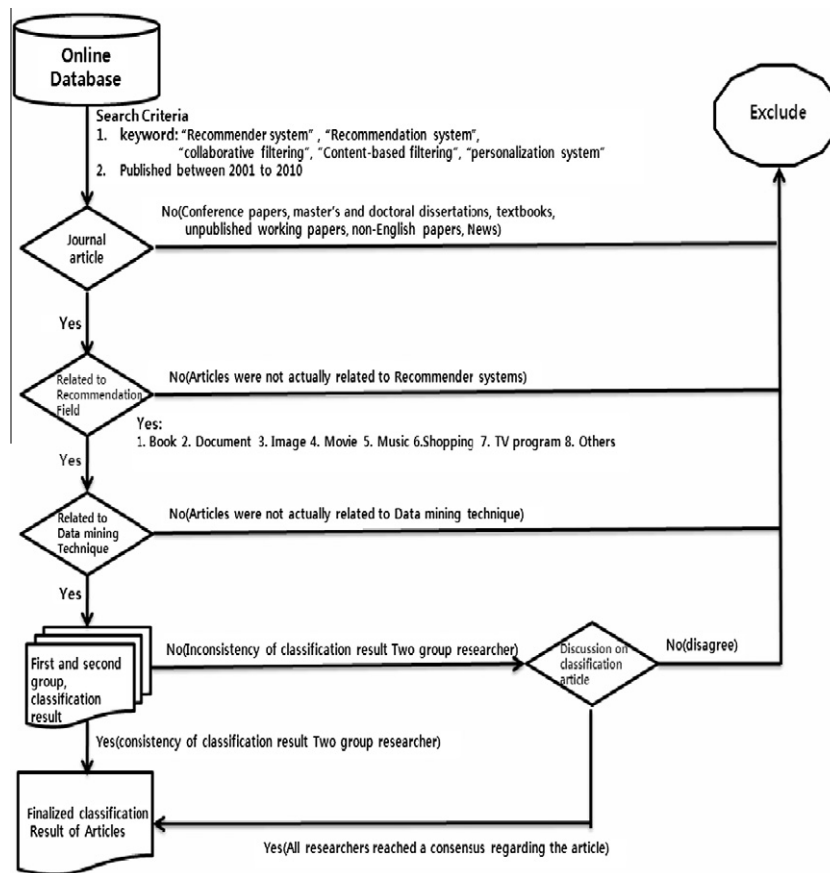 Online
Database
Exclude
Search Criteria
1. keyword: "Recommender system" , "Recommendation system",
"collaborative filtering", "Content-based filtering", "personalization system"
2. Published between 2001 to 2010
No(Conference papers, master's and doctoral dissertations, textbooks,
unpublished working papers, non-English papers, News)
Journal
article
Yes
Related to
Recommendation
Field
No(Articles were not actually related to Recommender systems)
Yes:
1. Book 2. Document 3. Image 4. Movie 5. Music 6.Shopping 7. TV program 8. Others
Yes
Related to
Data mining
Technique
No(Articles were not actually related to Data mining technique)
Yes
First and second
group,
classification
result
No(Inconsistency of classification result Two group researcher)
Discussion on
classification
article
No(disagree)
Yes(consistency of classification result Two group researcher)
Finalized classification
Result of Articles
Yes(All researchers reached a consensus regarding the article)